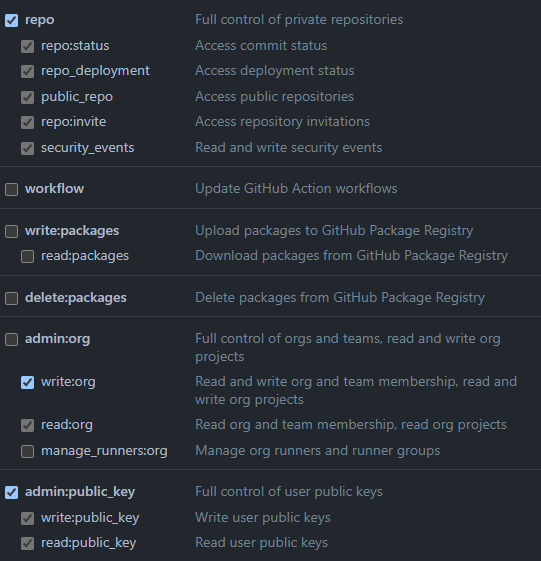 repo Full control of private repositories
repo:status Access commit status
repo_deployment Access deployment status
public_repo Access public repositories
repo:invite Access repository invitations
security_events Read and write security events
workflow Update GitHub Action workflows
write:packages Upload packages to GitHub Package Registry
read:packages Download packages from GitHub Package Registry
delete:packages Delete packages from GitHub Package Registry
admin:org Full control of orgs and teams, read and write org
projects
write:org Read and write org and team membership, read and
write org projects
read:org Read org and team membership, read org projects
manage_runners:org Manage org runners and runner groups
admin:public_key Full control of user public keys
write:public_key Write user public keys
read:public_key Read user public keys